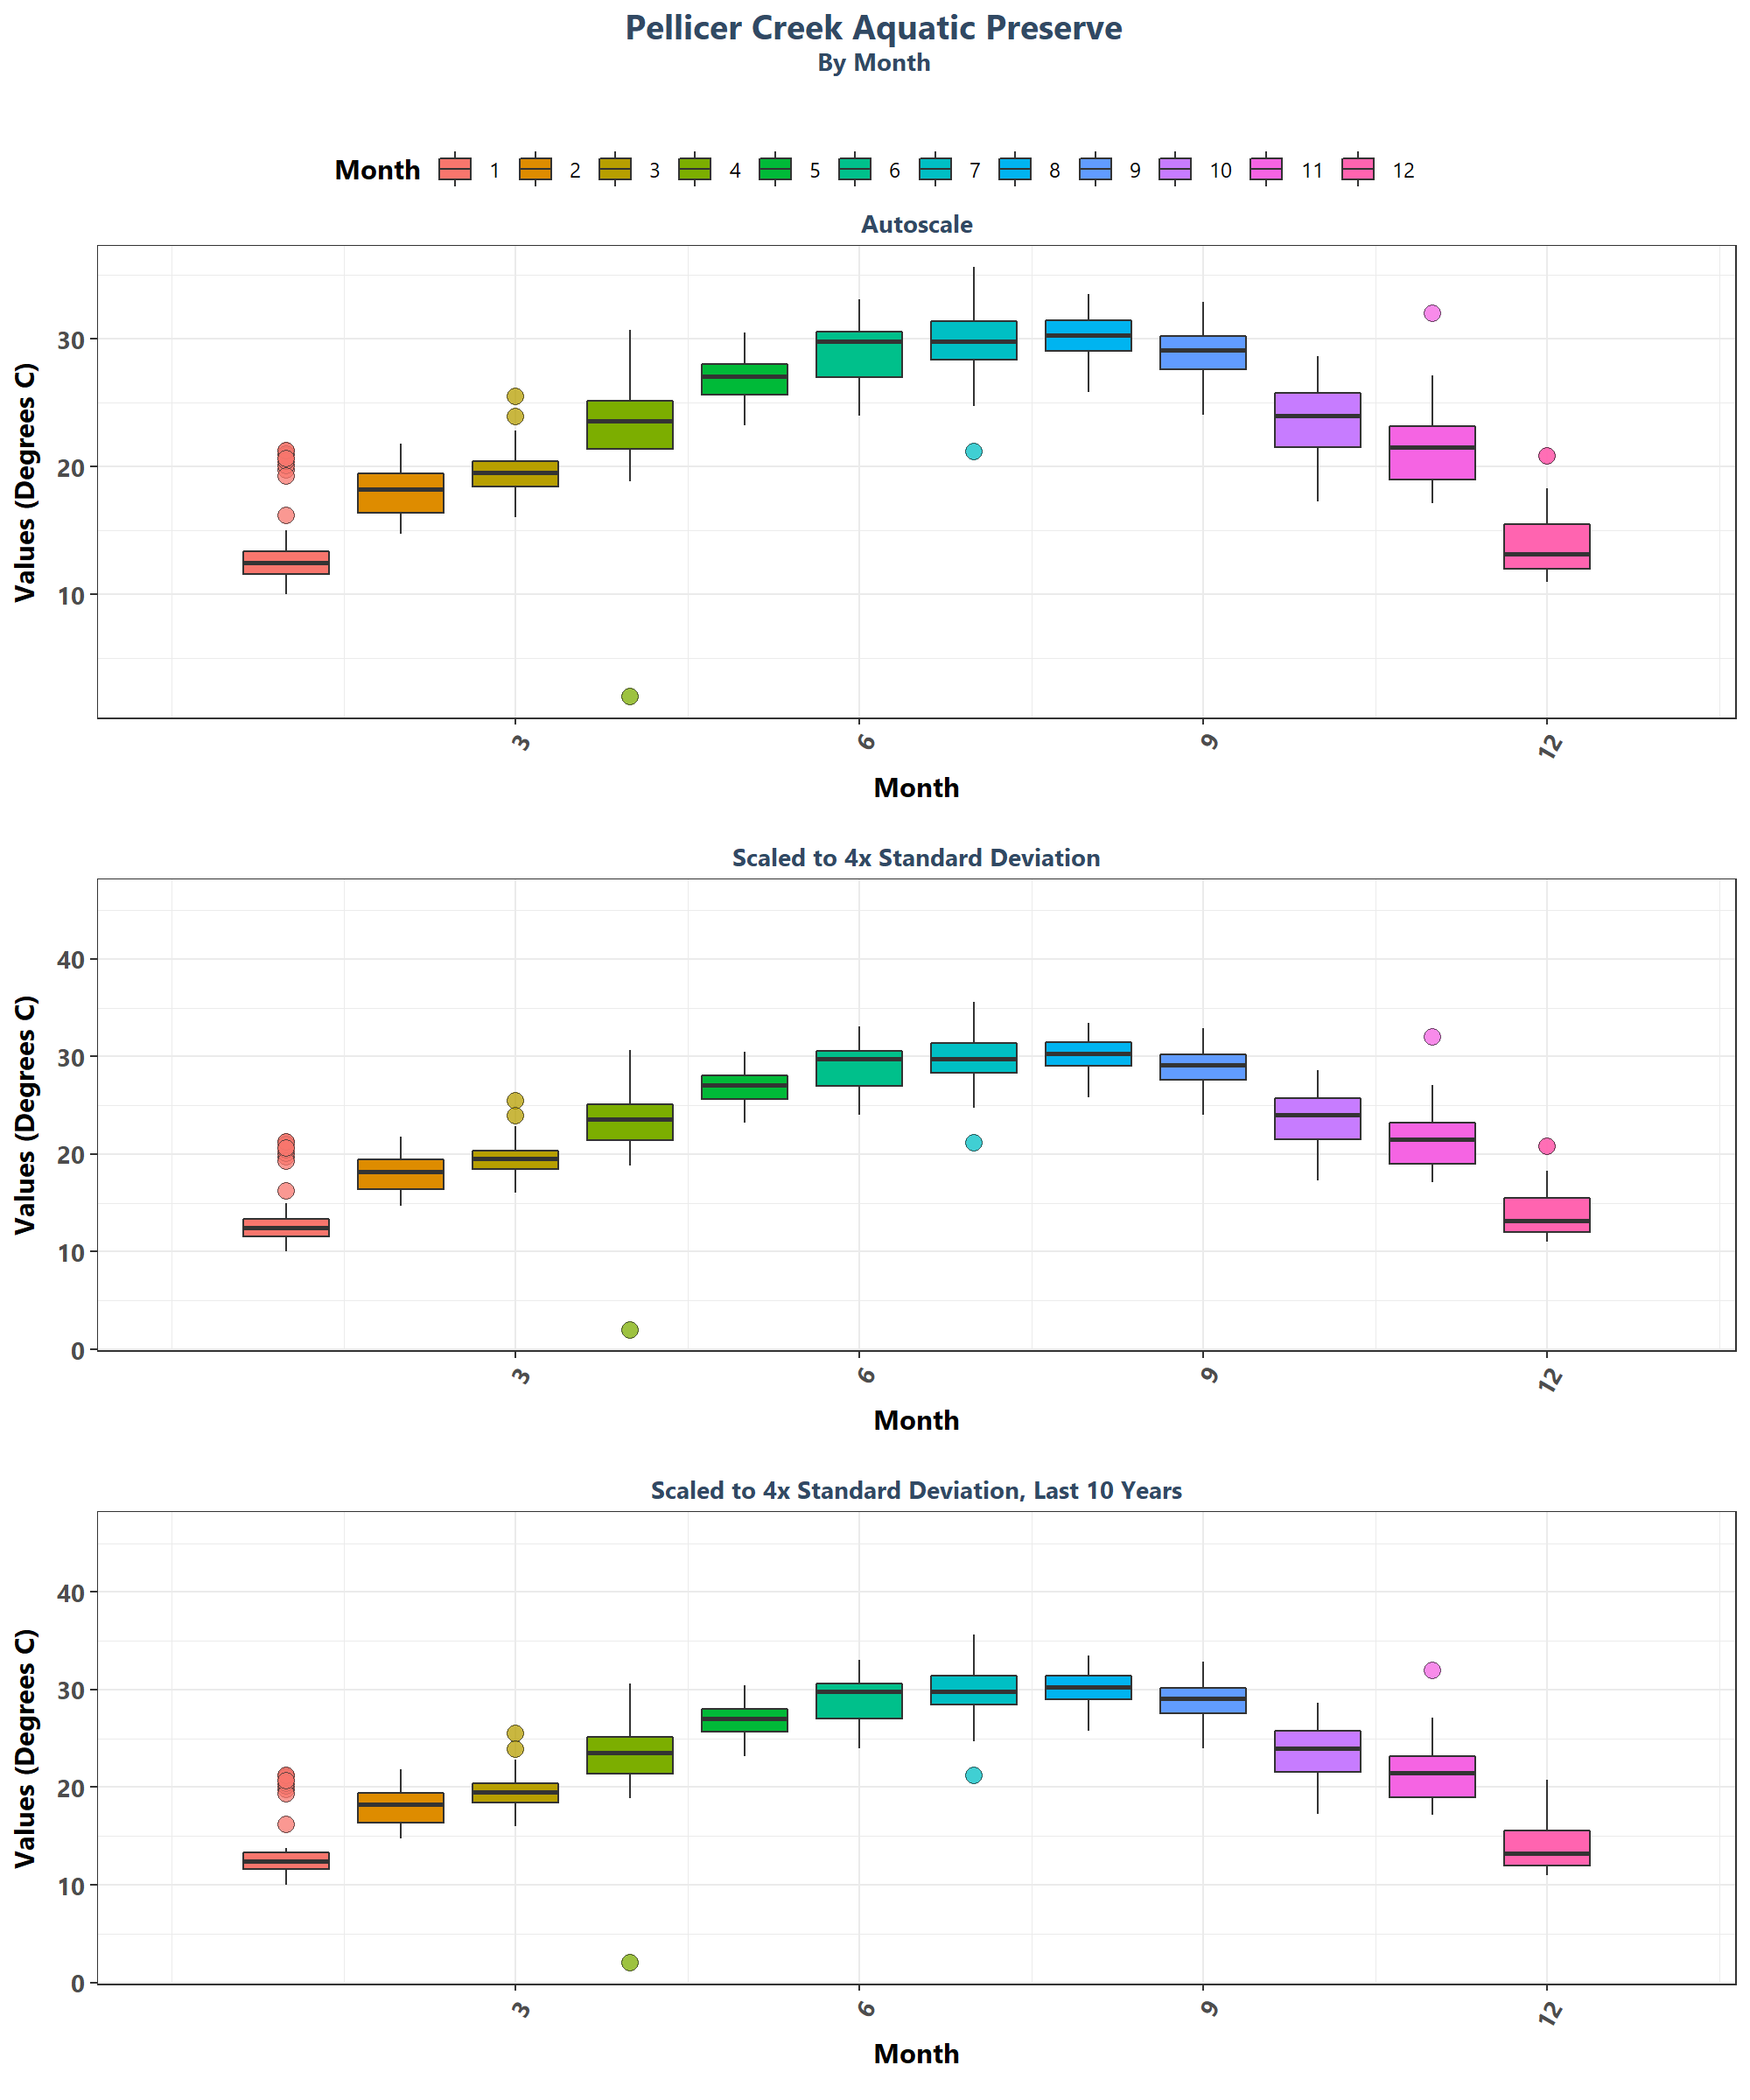 Pellicer Creek Aquatic Preserve
By Month
Month 1 2 3 4 5 6 7 8 9 10 11 12
Autoscale
Values (Degrees C)
30
20
10
3 6 9 12
Month
Scaled to 4x Standard Deviation
Values (Degrees C)
40
30
20
10
0
3 6 9 12
Month
Scaled to 4x Standard Deviation, Last 10 Years
Values (Degrees C)
40
30
20
10
0
3 6 9 12
Month